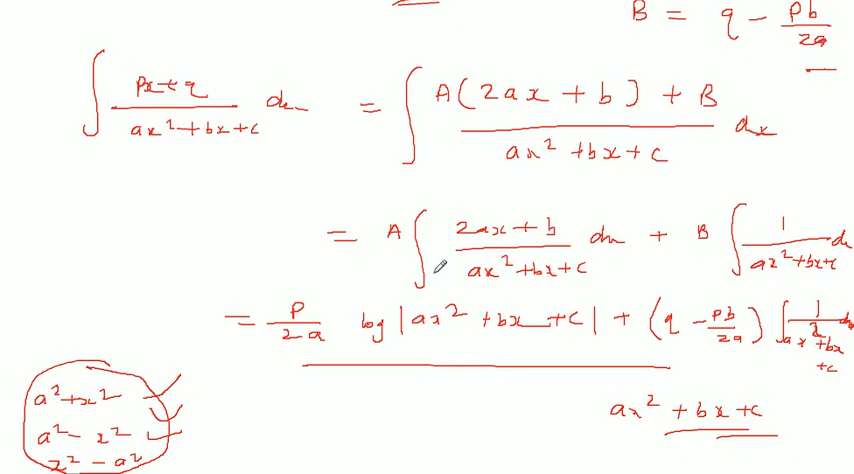 B = q - pb/2a
∫ px+q / ax²+bx+c dx = ∫ A(2ax+b)+B / ax²+bx+c dx
= A ∫ 2ax+b / ax²+bx+c dx + B ∫ 1 / ax²+bx+c dx
= p/2a log|ax²+bx+c| + (q - pb/2a) ∫ 1 / ax²+bx+c dx
a²+x²
ax²+bx+c
a²-x²
x²-a²